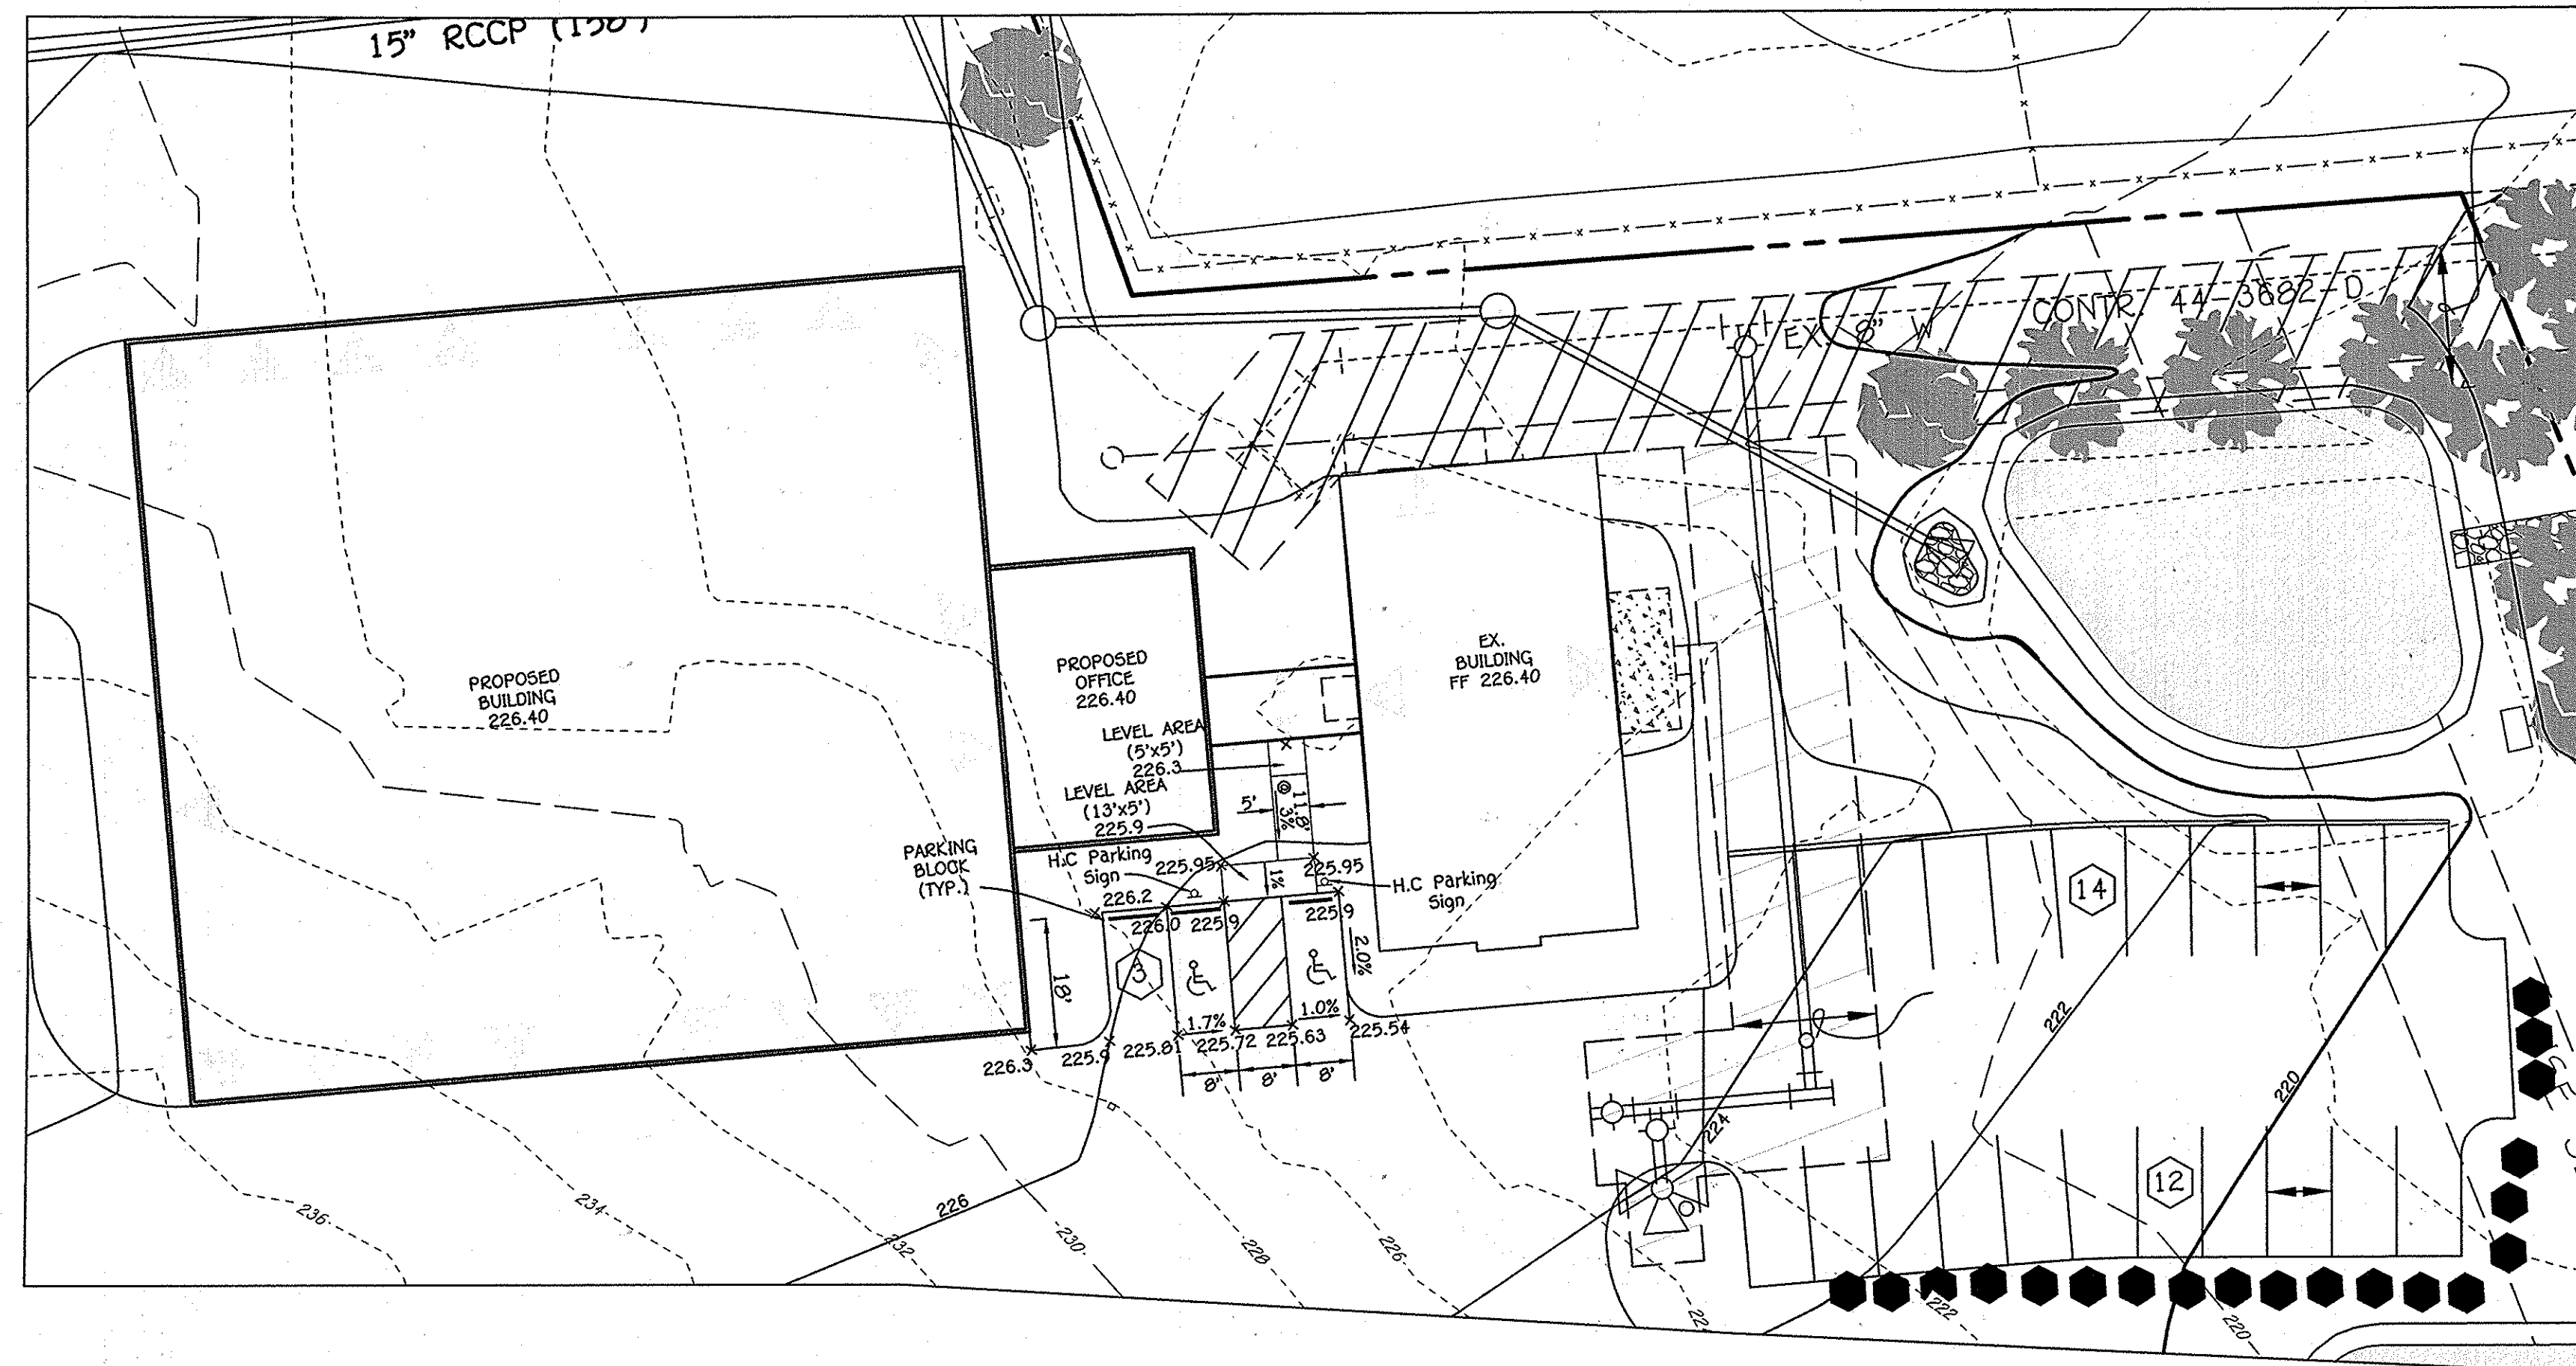 15" RCCP (158')
CONTR. 44-3682-D
EX. 8" W
PROPOSED
BUILDING
226.40
PROPOSED
OFFICE
226.40
EX.
BUILDING
FF 226.40
LEVEL AREA
(5'x5')
226.3
LEVEL AREA
(13'x5')
225.9
5'
11.8'
@ 3%
PARKING
BLOCK
(TYP.)
H.C Parking
Sign
225.95
225.95
1%
H.C Parking
Sign
226.2
226.0
225.9
225.9
2.0%
18'
3
1.7%
1.0%
226.3
225.9
225.81
225.72
225.63
225.54
8'
8'
8'
14
12
222
220
224
226
236
234
232
230
228
226
222
220